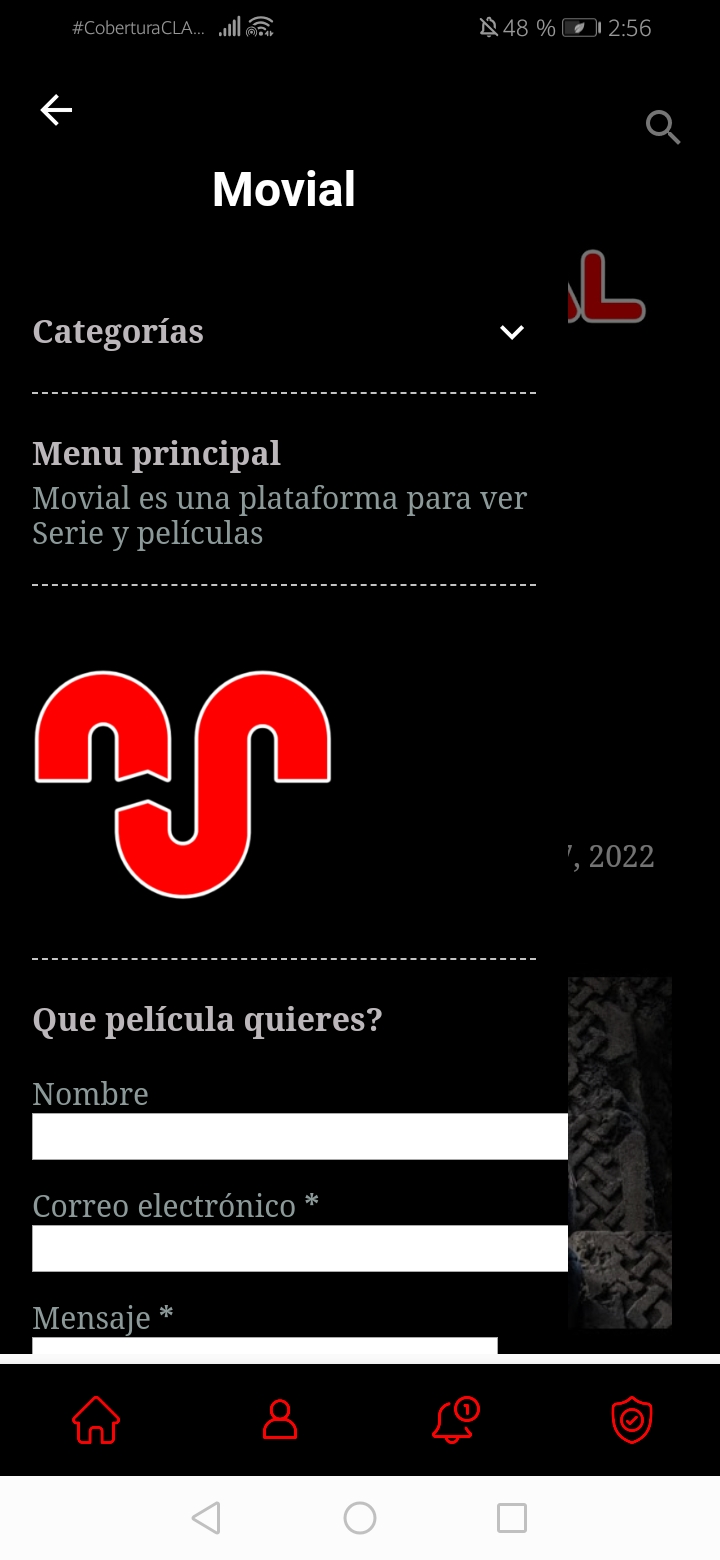 #CoberturaCLA... 48 % 2:56
Movial
Categorías
Menu principal
Movial es una plataforma para ver
Serie y películas
, 2022
Que película quieres?
Nombre
Correo electrónico *
Mensaje *
1